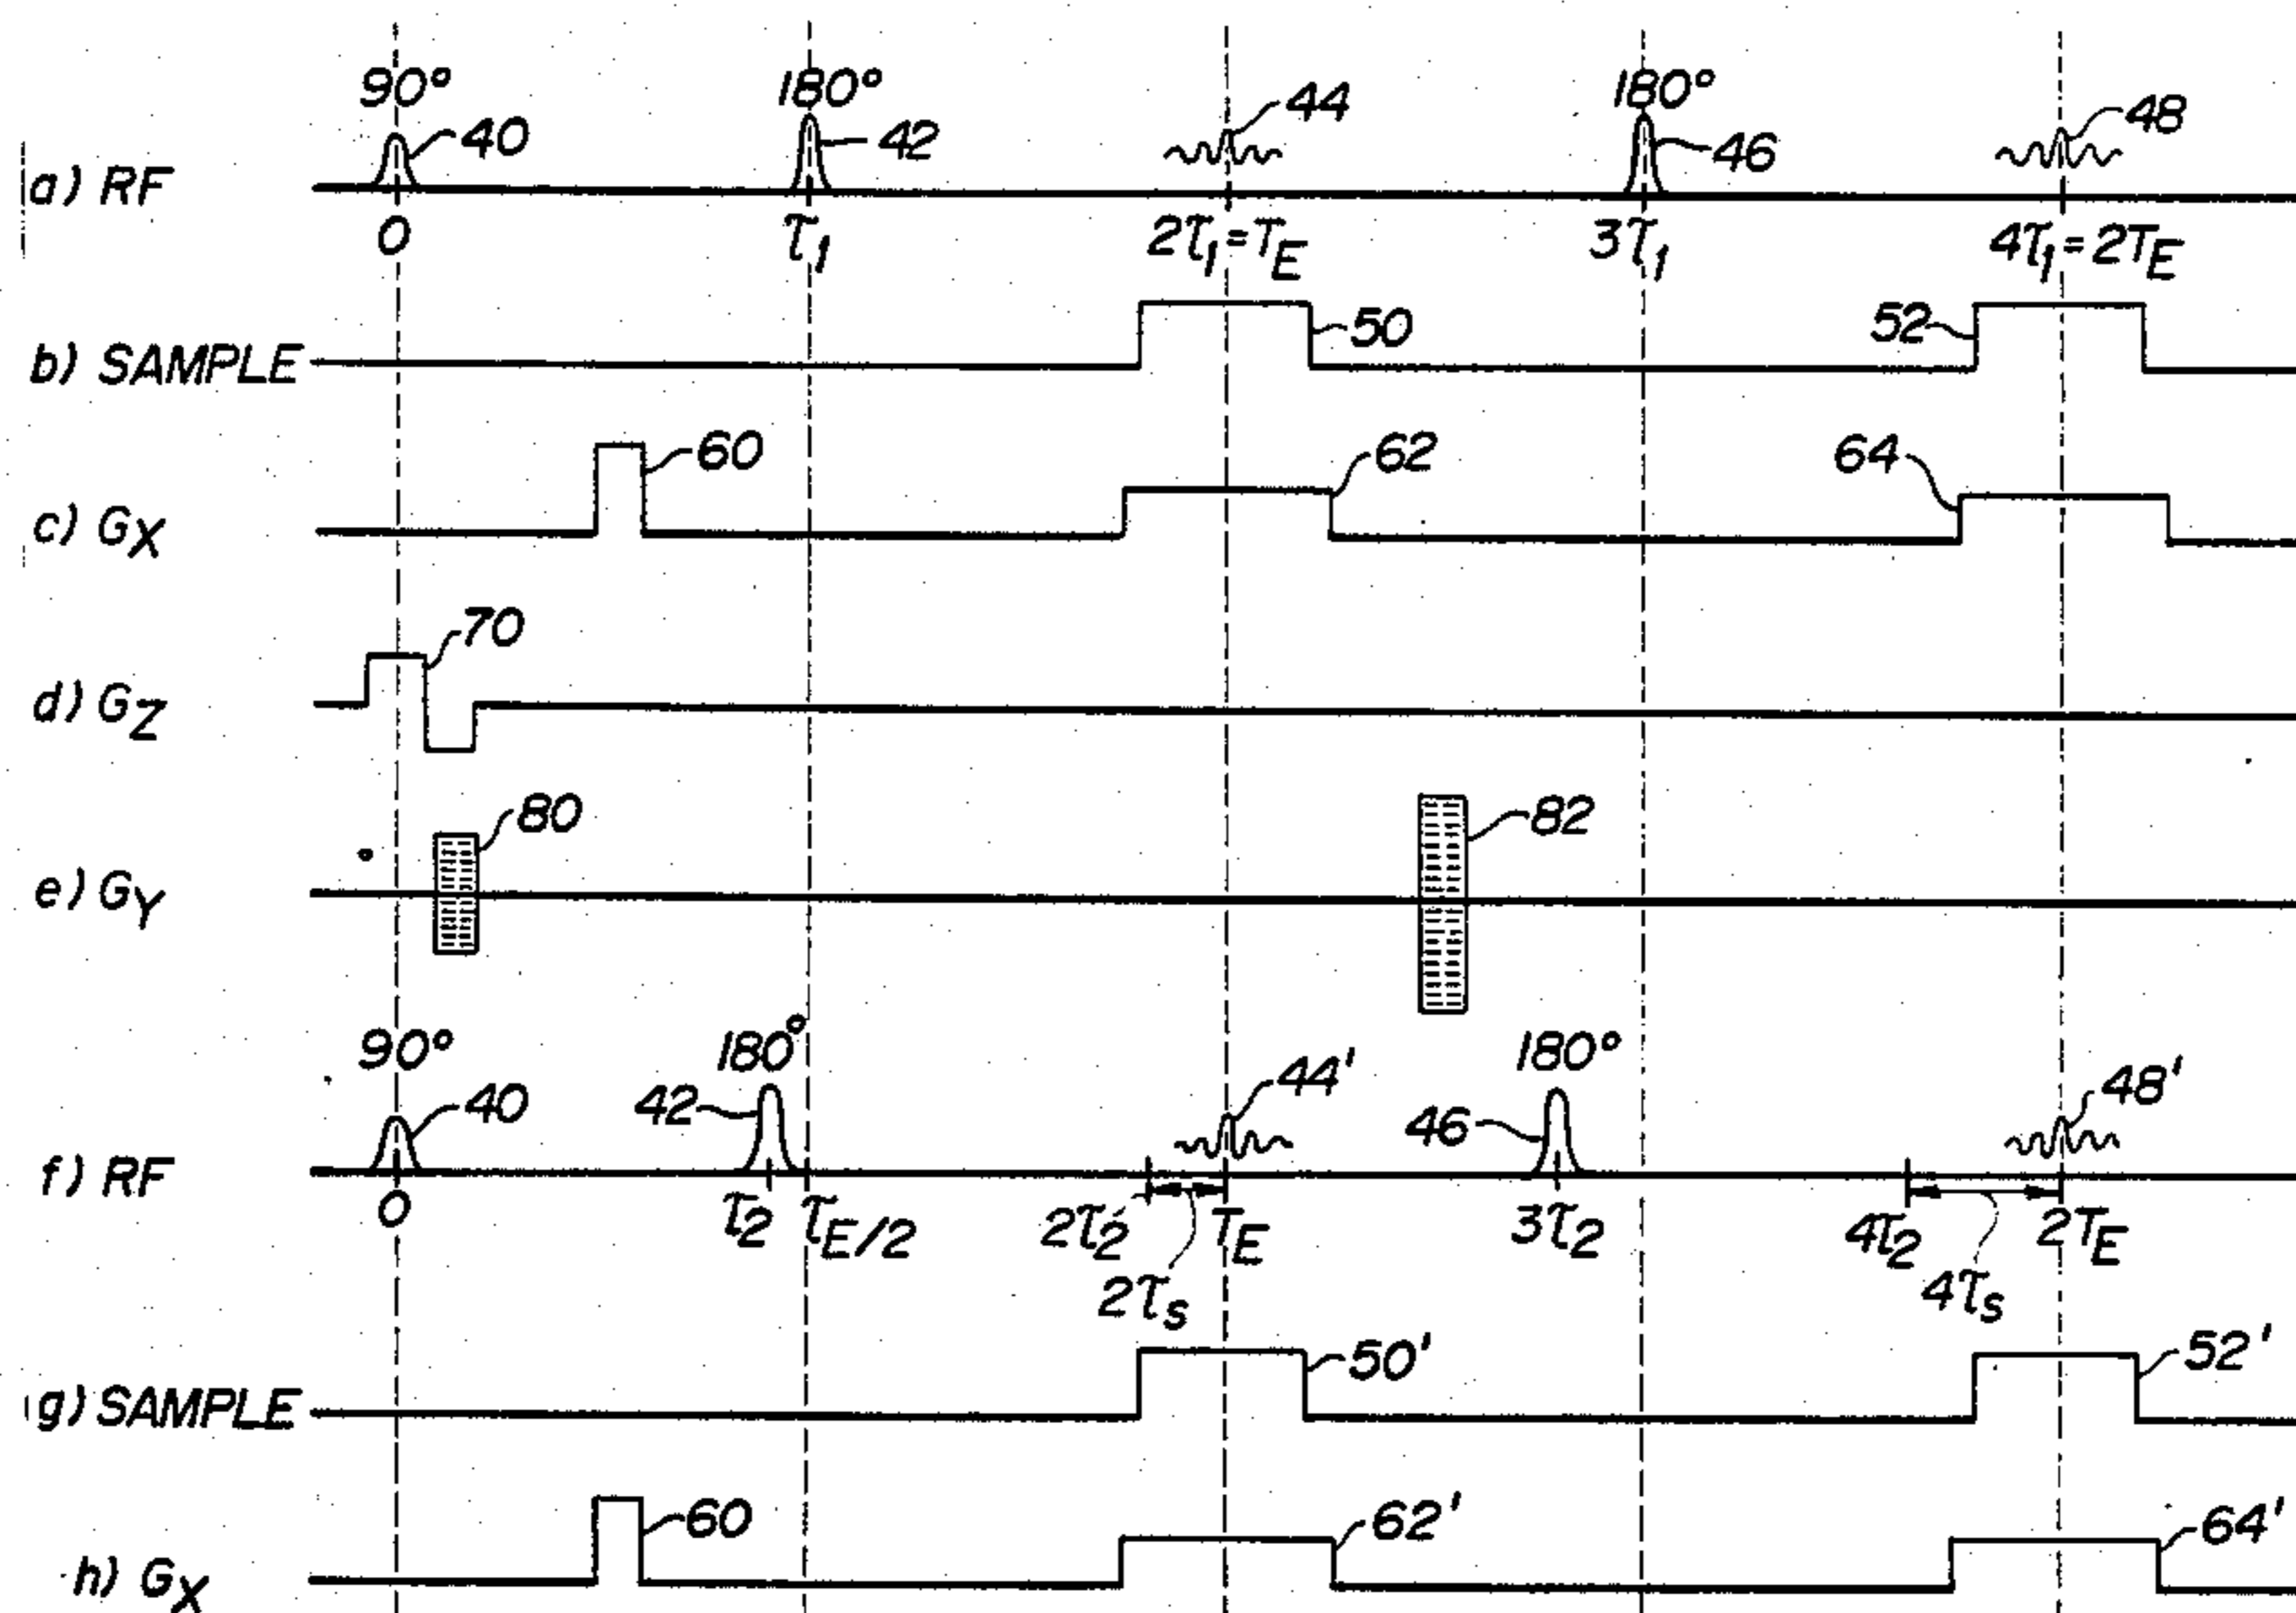 90° 180° 180°
40 42 44 46 48
a) RF
0 τ1 2τ1=TE 3τ1 4τ1=2TE
50 52
b) SAMPLE
60 62 64
c) GX
70
d) GZ
80 82
e) GY
90° 180° 180°
40 42 44' 46 48'
f) RF
0 τ2 τE/2 2τ2 TE 3τ2 4τ2 2TE
2τs 4τs
50' 52'
g) SAMPLE
60 62' 64'
h) GX